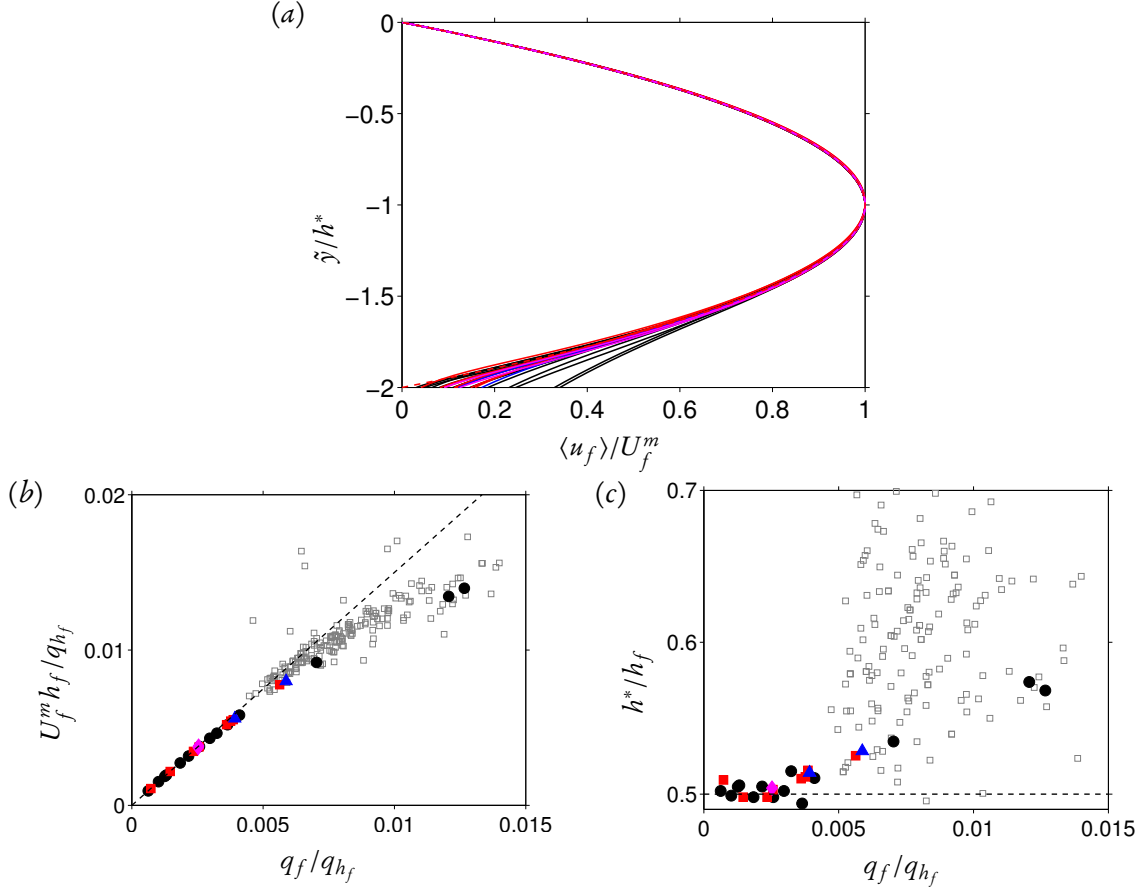 (a)
0
−0.5
−1
−1.5
−2
ỹ/h*
0 0.2 0.4 0.6 0.8 1
⟨u_f⟩/U_f^m
(b)
0.02
0.01
0
U_f^m h_f/q_{h_f}
0 0.005 0.01 0.015
q_f/q_{h_f}
(c)
0.7
0.6
0.5
h*/h_f
0 0.005 0.01 0.015
q_f/q_{h_f}